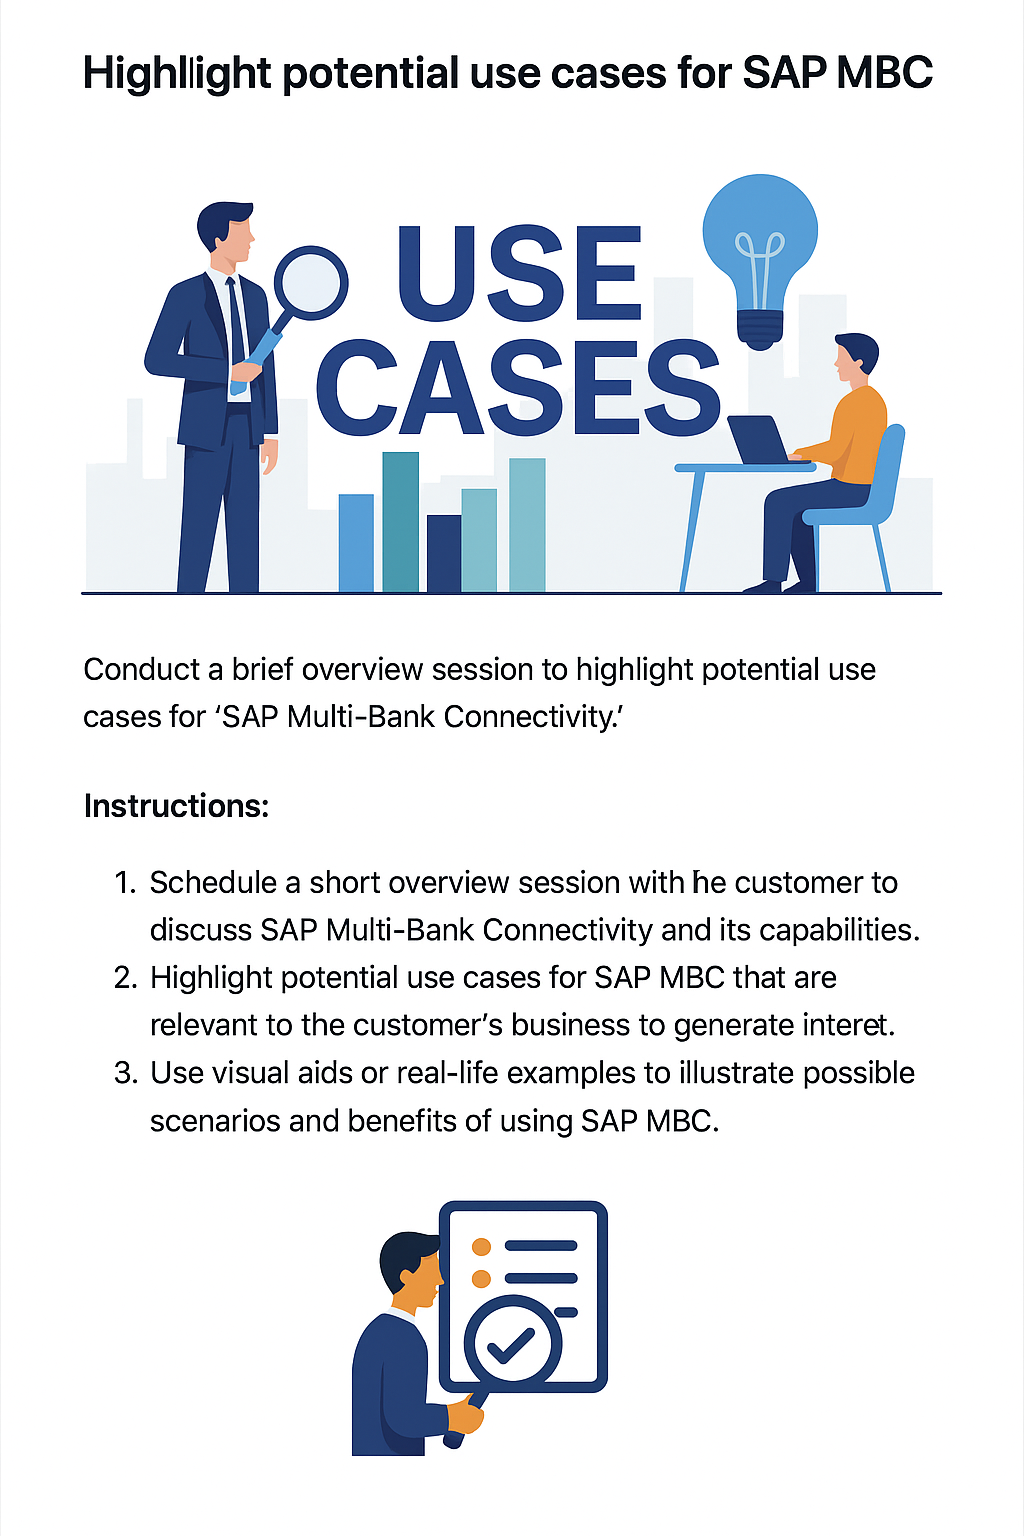 Highllight potential use cases for SAP MBC
USE
CASES
Conduct a brief overview session to highlight potential use
cases for ‘SAP Multi-Bank Connectivity.’
Instructions:
1. Schedule a short overview session with he customer to
discuss SAP Multi-Bank Connectivity and its capabilities.
2. Highlight potential use cases for SAP MBC that are
relevant to the customer’s business to generate interet.
3. Use visual aids or real-life examples to illustrate possible
scenarios and benefits of using SAP MBC.